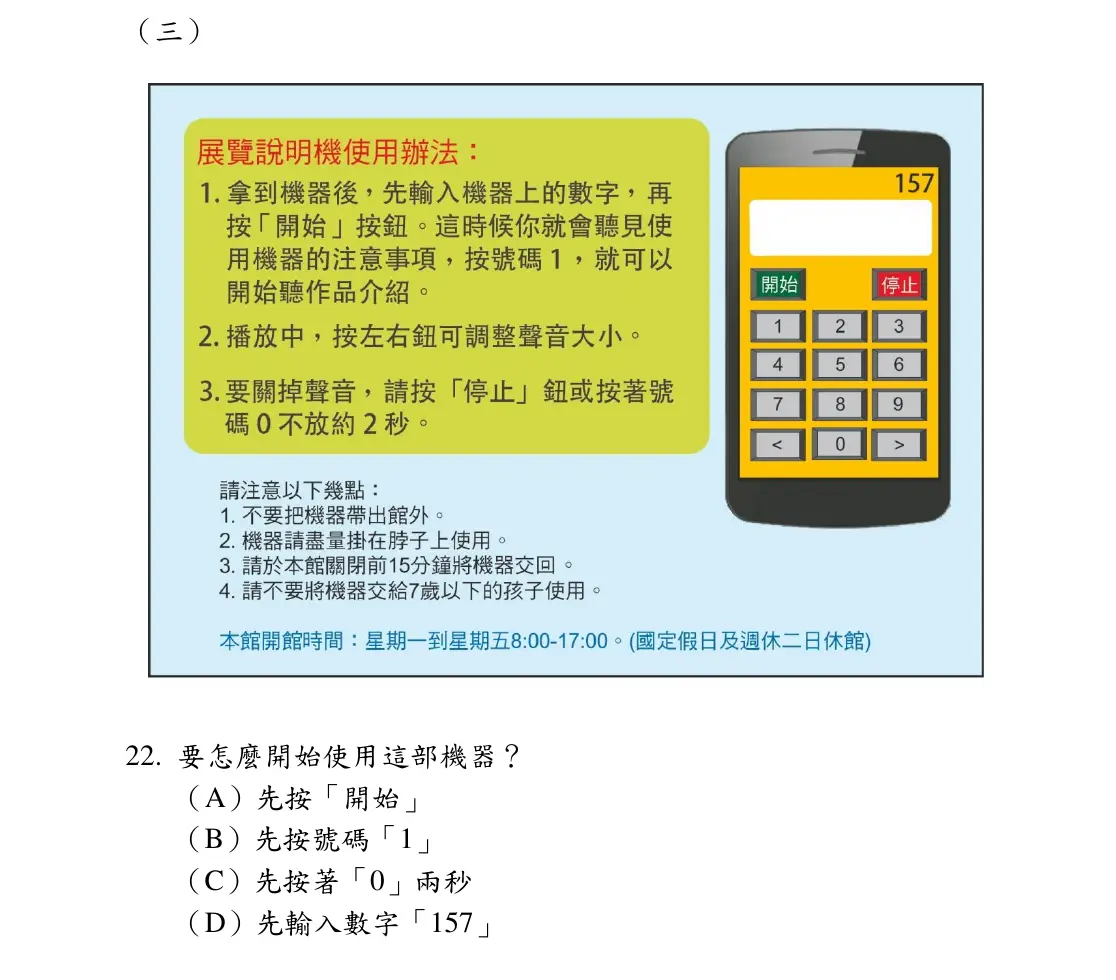 （三）
展覽說明機使用辦法：
1. 拿到機器後，先輸入機器上的數字，再
按「開始」按鈕。這時候你就會聽見使
用機器的注意事項，按號碼 1，就可以
開始聽作品介紹。
2. 播放中，按左右鈕可調整聲音大小。
3. 要關掉聲音，請按「停止」鈕或按著號
碼 0 不放約 2 秒。
157
開始 停止
1 2 3
4 5 6
7 8 9
< 0 >
請注意以下幾點：
1. 不要把機器帶出館外。
2. 機器請盡量掛在脖子上使用。
3. 請於本館關閉前15分鐘將機器交回。
4. 請不要將機器交給7歲以下的孩子使用。
本館開館時間：星期一到星期五8:00-17:00。(國定假日及週休二日休館)
22. 要怎麼開始使用這部機器？
（A）先按「開始」
（B）先按號碼「1」
（C）先按著「0」兩秒
（D）先輸入數字「157」